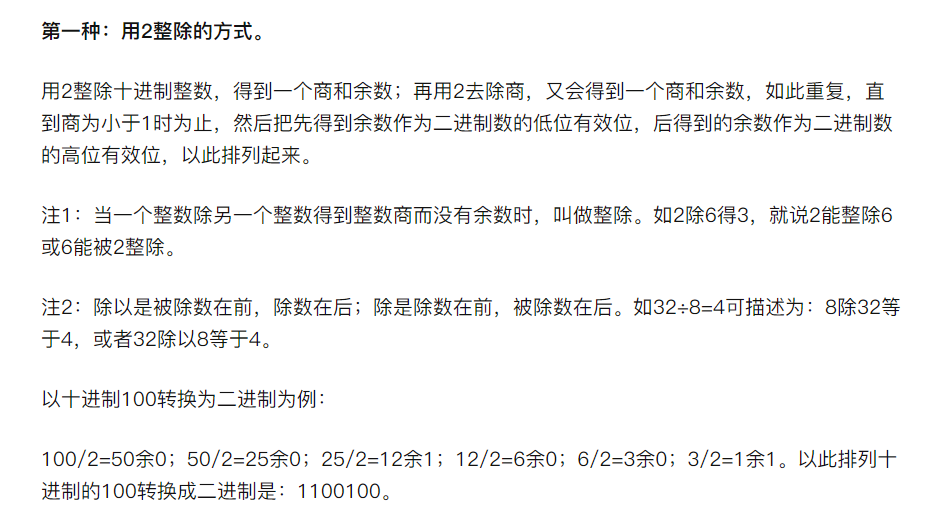 第一种：用2整除的方式。
用2整除十进制整数，得到一个商和余数；再用2去除商，又会得到一个商和余数，如此重复，直
到商为小于1时为止，然后把先得到余数作为二进制数的低位有效位，后得到的余数作为二进制数
的高位有效位，以此排列起来。
注1：当一个整数除另一个整数得到整数商而没有余数时，叫做整除。如2除6得3，就说2能整除6
或6能被2整除。
注2：除以是被除数在前，除数在后；除是除数在前，被除数在后。如32÷8=4可描述为：8除32等
于4，或者32除以8等于4。
以十进制100转换为二进制为例：
100/2=50余0；50/2=25余0；25/2=12余1；12/2=6余0；6/2=3余0；3/2=1余1。以此排列十
进制的100转换成二进制是：1100100。